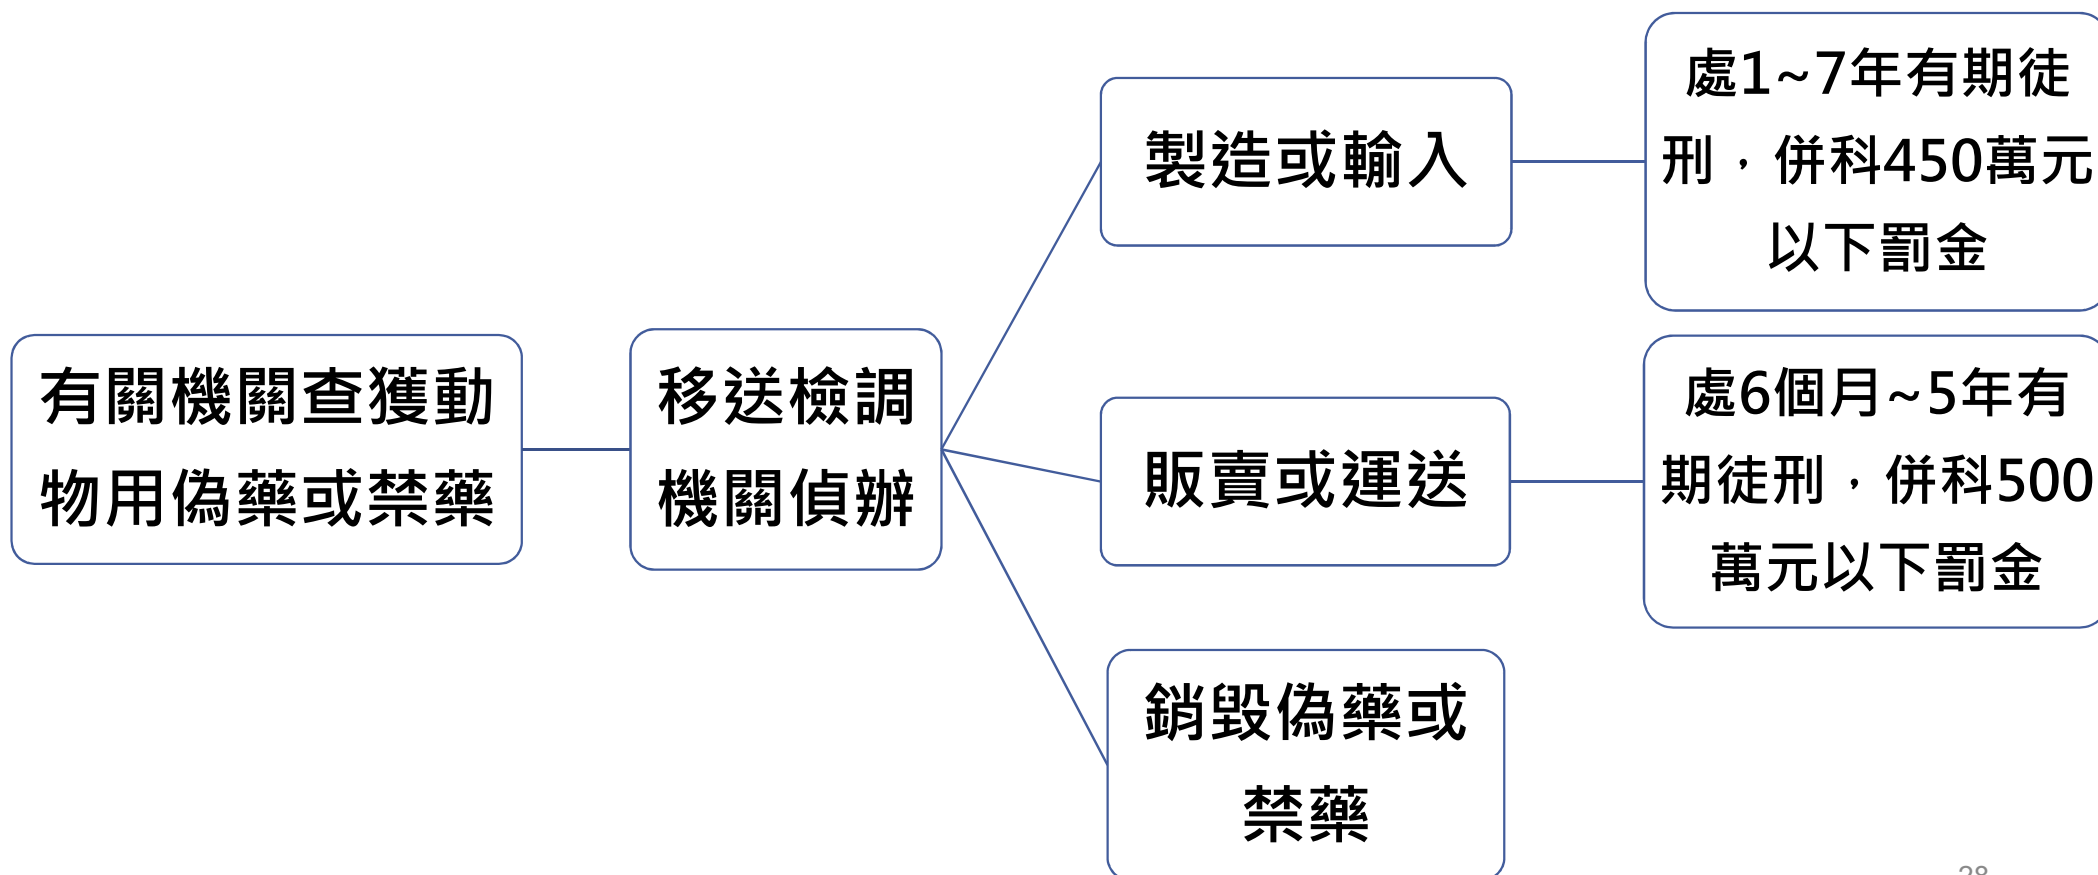 有關機關查獲動
物用偽藥或禁藥
移送檢調
機關偵辦
製造或輸入
處1~7年有期徒
刑，併科450萬元
以下罰金
販賣或運送
處6個月~5年有
期徒刑，併科500
萬元以下罰金
銷毀偽藥或
禁藥
28